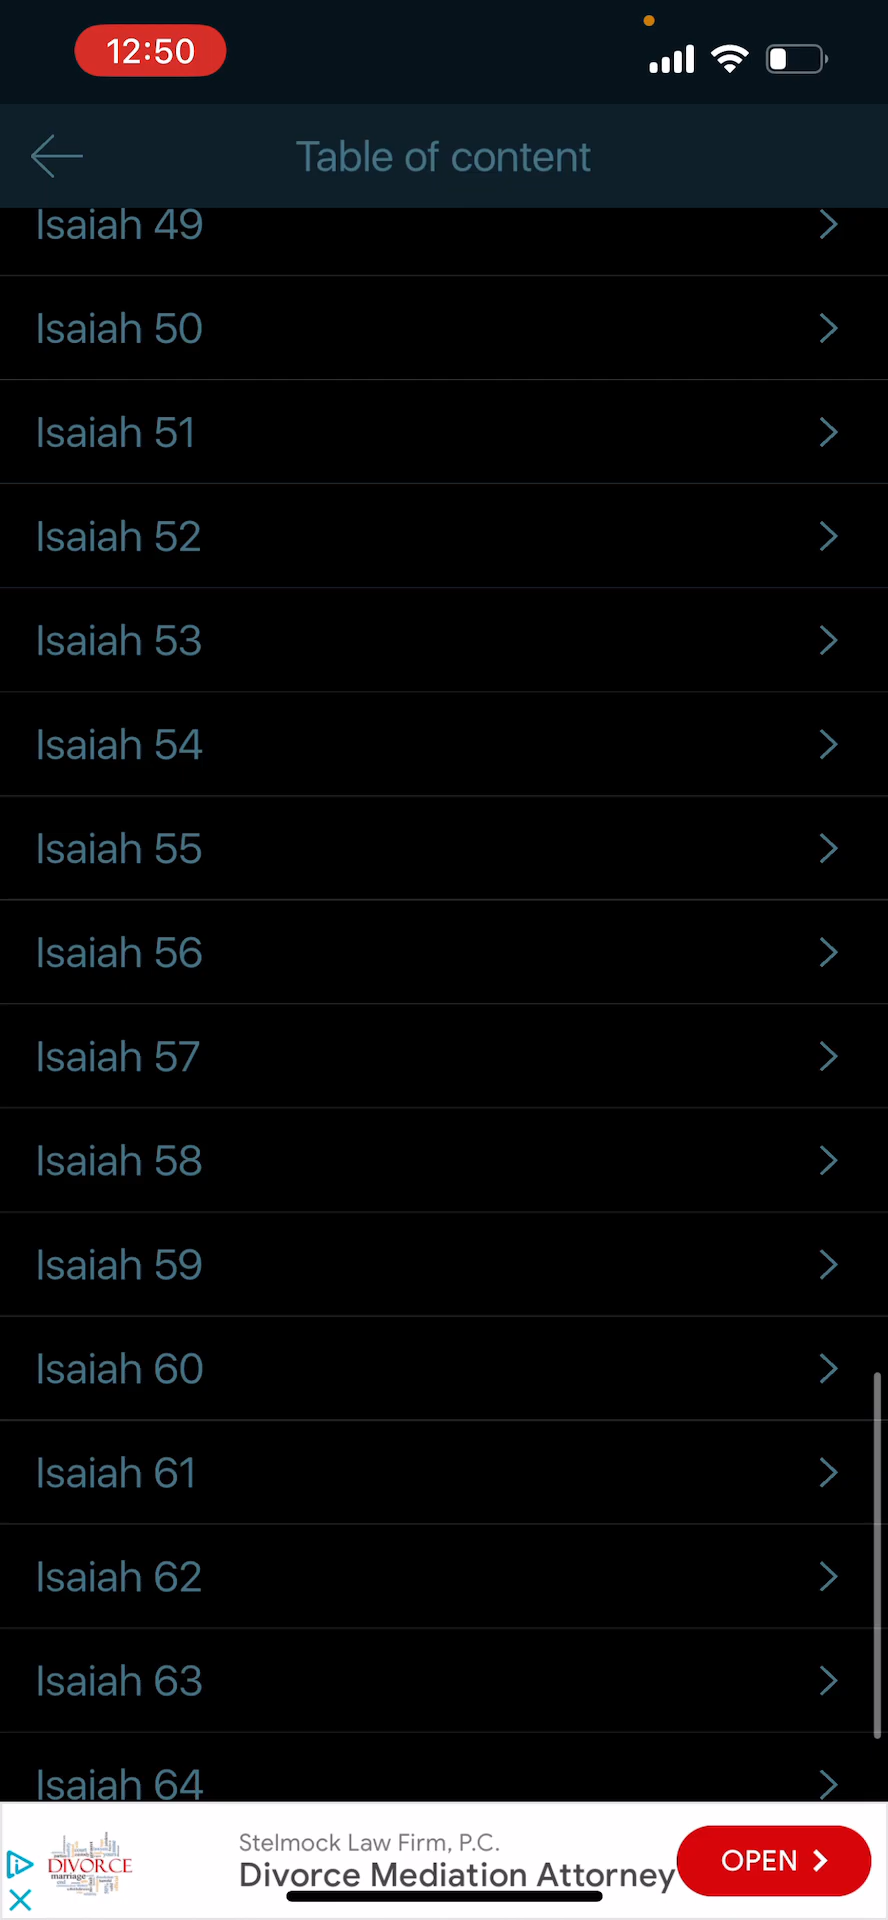 12:50
Table of content
Isaiah 49
Isaiah 50
Isaiah 51
Isaiah 52
Isaiah 53
Isaiah 54
Isaiah 55
Isaiah 56
Isaiah 57
Isaiah 58
Isaiah 59
Isaiah 60
Isaiah 61
Isaiah 62
Isaiah 63
Isaiah 64
DIVORCE
marriage
Stelmock Law Firm, P.C.
Divorce Mediation Attorney
OPEN